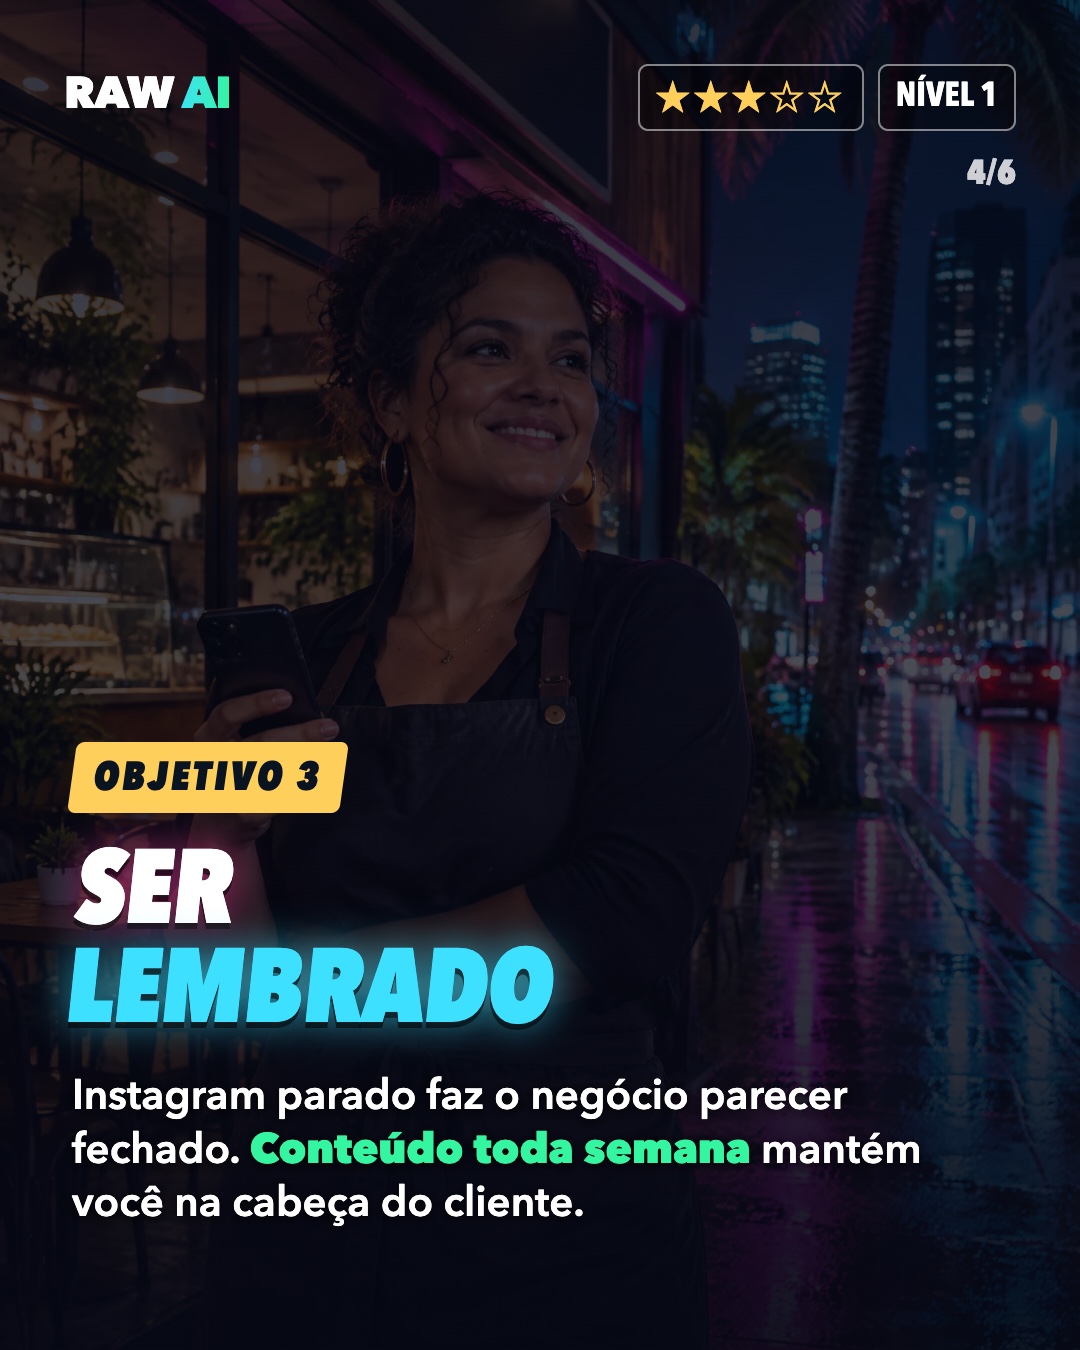 RAW AI
★★★☆☆
NÍVEL 1
4/6
OBJETIVO 3
SER
LEMBRADO
Instagram parado faz o negócio parecer
fechado. Conteúdo toda semana mantém
você na cabeça do cliente.